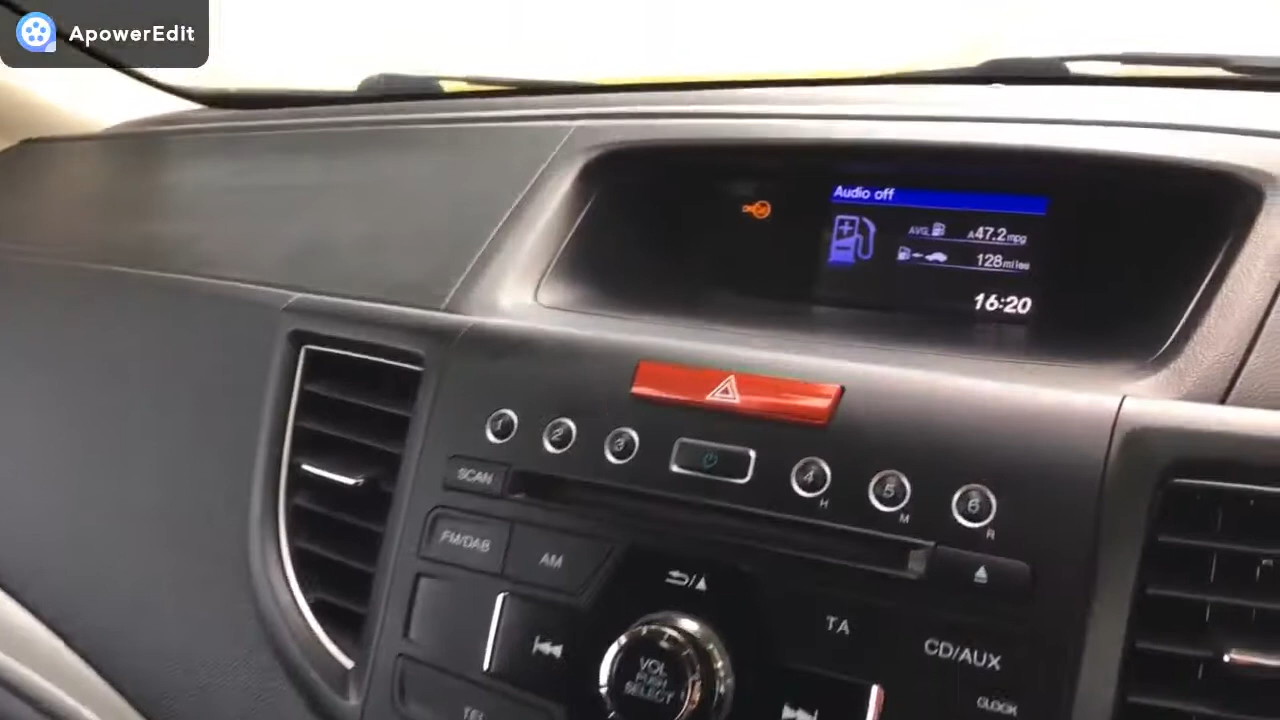 ApowerEdit
Audio off
AVG. A47.2mpg
128miles
16:20
1 2 3 4 5 6
H M R
SCAN
FM/DAB AM
TA
CD/AUX
VOL
PUSH
SELECT
CLOCK
TEL